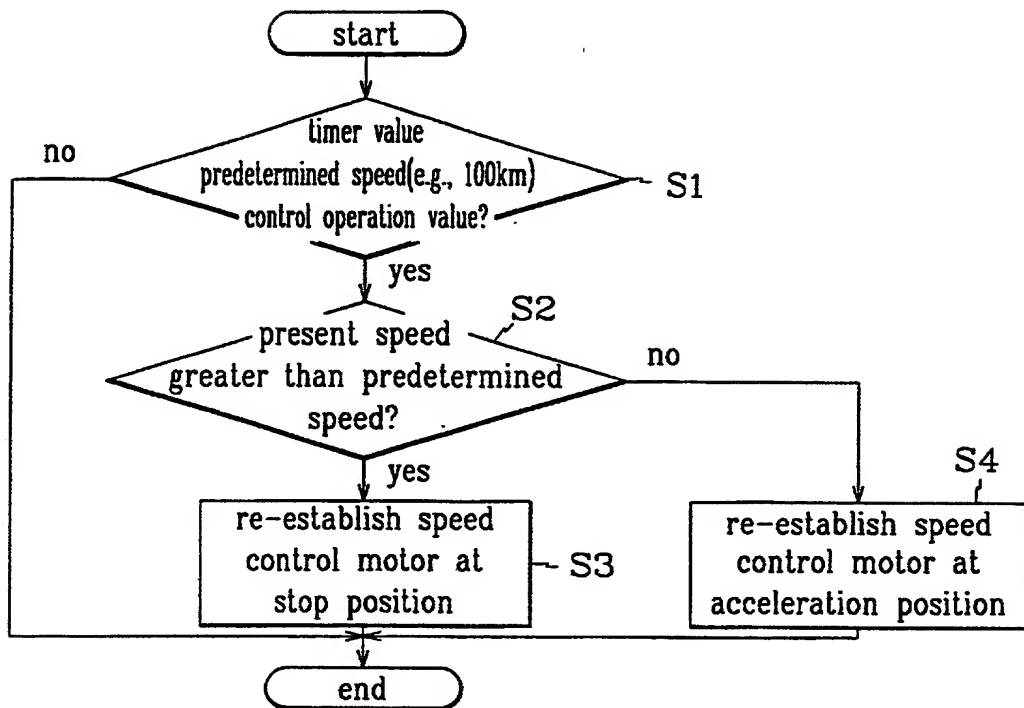 start
timer value
predetermined speed(e.g., 100km)
control operation value?
no
S1
yes
S2
present speed
greater than predetermined
speed?
no
yes
S4
re-establish speed
control motor at
stop position
S3
re-establish speed
control motor at
acceleration position
end